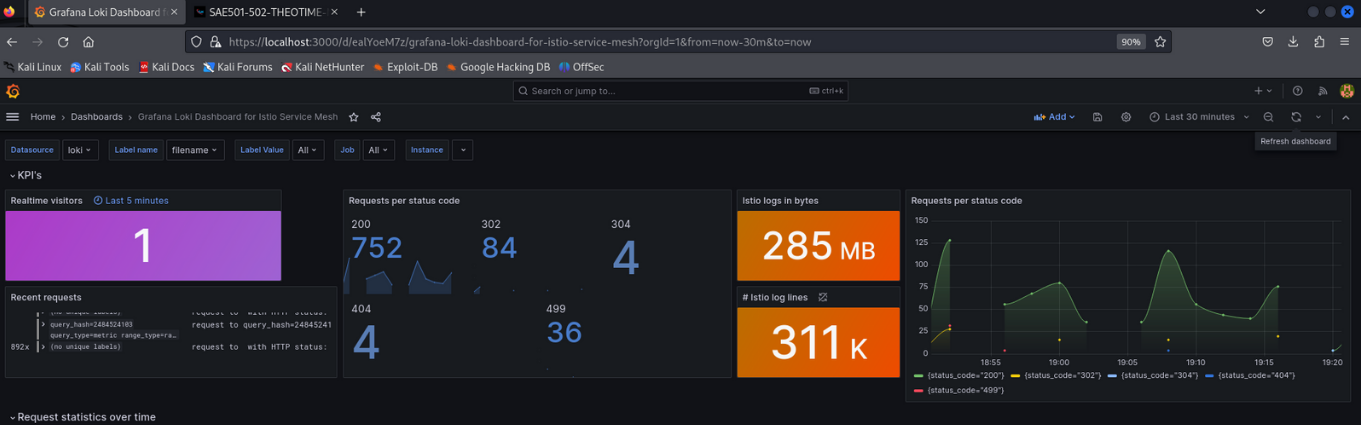 Grafana Loki Dashboard f
SAE501-502-THEOTIME-
https://localhost:3000/d/ealYoeM7z/grafana-loki-dashboard-for-istio-service-mesh?orgId=1&from=now-30m&to=now
90%
Kali Linux Kali Tools Kali Docs Kali Forums Kali NetHunter Exploit-DB Google Hacking DB OffSec
Search or jump to... ctrl+k
Home > Dashboards > Grafana Loki Dashboard for Istio Service Mesh
Add Last 30 minutes
Refresh dashboard
Datasource loki Label name filename Label Value All Job All Instance
KPI's
Realtime visitors Last 5 minutes
1
Recent requests
(no unique labels) request to with HTTP status:
query_hash=2484524103 request to query_hash=24845241
query_type=metric range_type=ra...
892x (no unique labels) request to with HTTP status:
Requests per status code
200 302 304
752 84 4
404 499
4 36
Istio logs in bytes
285 MB
# Istio log lines
311 K
Requests per status code
150
125
100
75
50
25
0
18:55 19:00 19:05 19:10 19:15 19:20
{status_code="200"} {status_code="302"} {status_code="304"} {status_code="404"}
{status_code="499"}
Request statistics over time